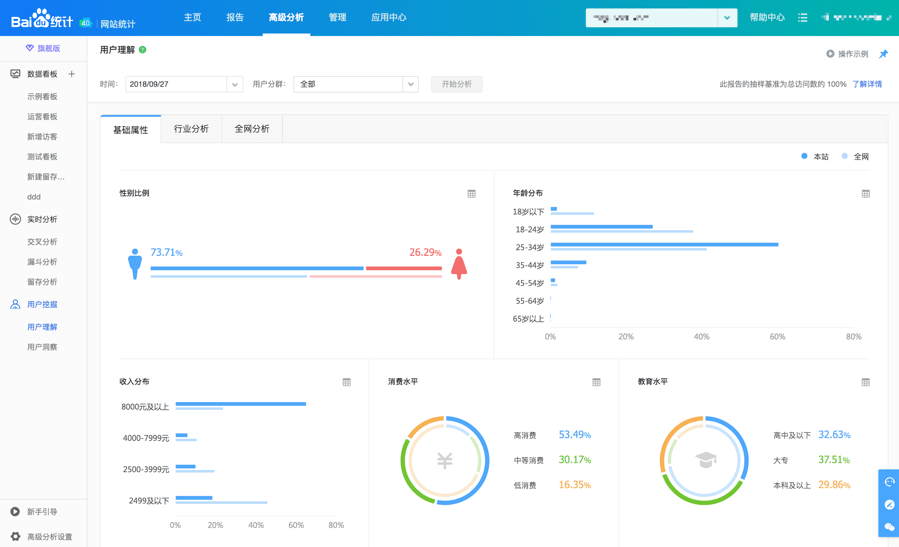 Baidu统计 4.0 网站统计
主页 报告 高级分析 管理 应用中心
帮助中心
旗舰版
数据看板
示例看板
运营看板
新增访客
测试看板
新建留存...
ddd
实时分析
交叉分析
漏斗分析
留存分析
用户挖掘
用户理解
用户洞察
新手引导
高级分析设置
用户理解
操作示例
时间: 2018/09/27 用户分群: 全部 开始分析
此报告的抽样基准为总访问数的 100% 了解详情
基础属性 行业分析 全网分析
本站 全网
性别比例
73.71% 26.29%
年龄分布
18岁以下
18-24岁
25-34岁
35-44岁
45-54岁
55-64岁
65岁以上
0% 20% 40% 60% 80%
收入分布
8000元及以上
4000-7999元
2500-3999元
2499及以下
0% 20% 40% 60% 80%
消费水平
¥
高消费 53.49%
中等消费 30.17%
低消费 16.35%
教育水平
高中及以下 32.63%
大专 37.51%
本科及以上 29.86%